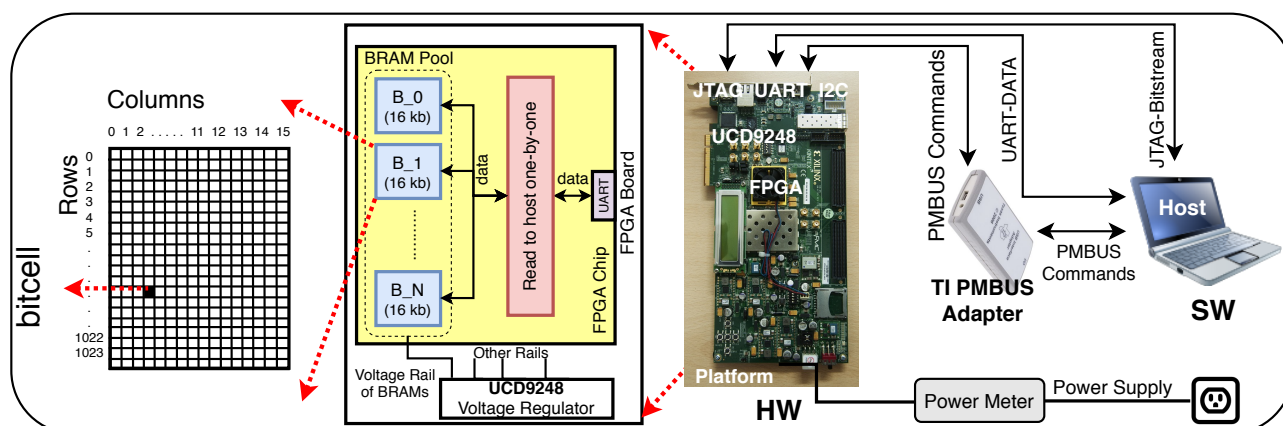 bitcell
Columns
0 1 2 ..... 11 12 13 14 15
Rows
0
1
2
3
4
5
.
.
.
.
.
1022
1023
BRAM Pool
B_0
(16 kb)
B_1
(16 kb)
........
B_N
(16 kb)
data
Read to host one-by-one
data
UART
FPGA Chip
FPGA Board
Voltage Rail
of BRAMs
Other Rails
UCD9248
Voltage Regulator
JTAG UART I2C
UCD9248
XILINX
FPGA
Platform
HW
PMBUS Commands
UART-DATA
JTAG-Bitstream
TI PMBUS
Adapter
PMBUS
Commands
Host
SW
Power Meter
Power Supply